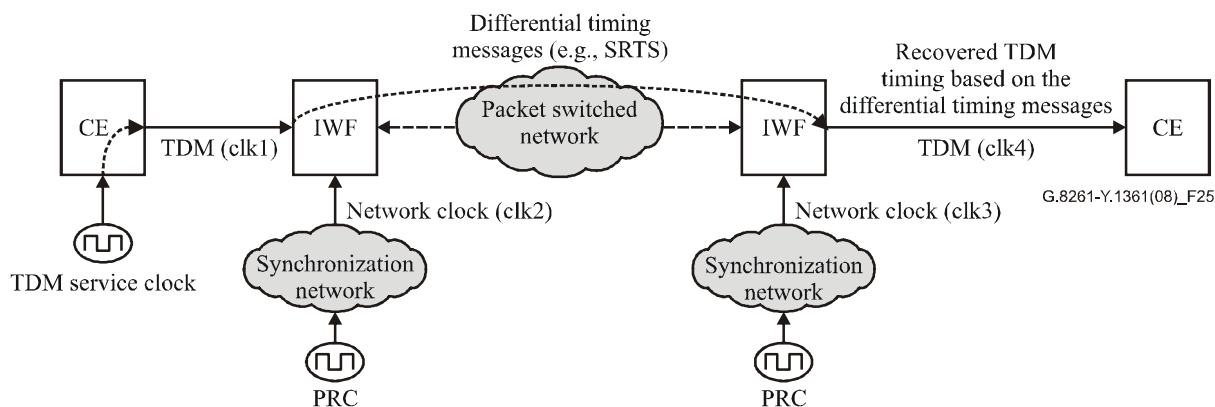 Differential timing
messages (e.g., SRTS)
Recovered TDM
timing based on the
differential timing messages
CE
IWF
Packet switched
network
IWF
CE
TDM (clk1)
TDM (clk4)
G.8261-Y.1361(08)_F25
Network clock (clk2)
Network clock (clk3)
TDM service clock
Synchronization
network
Synchronization
network
PRC
PRC